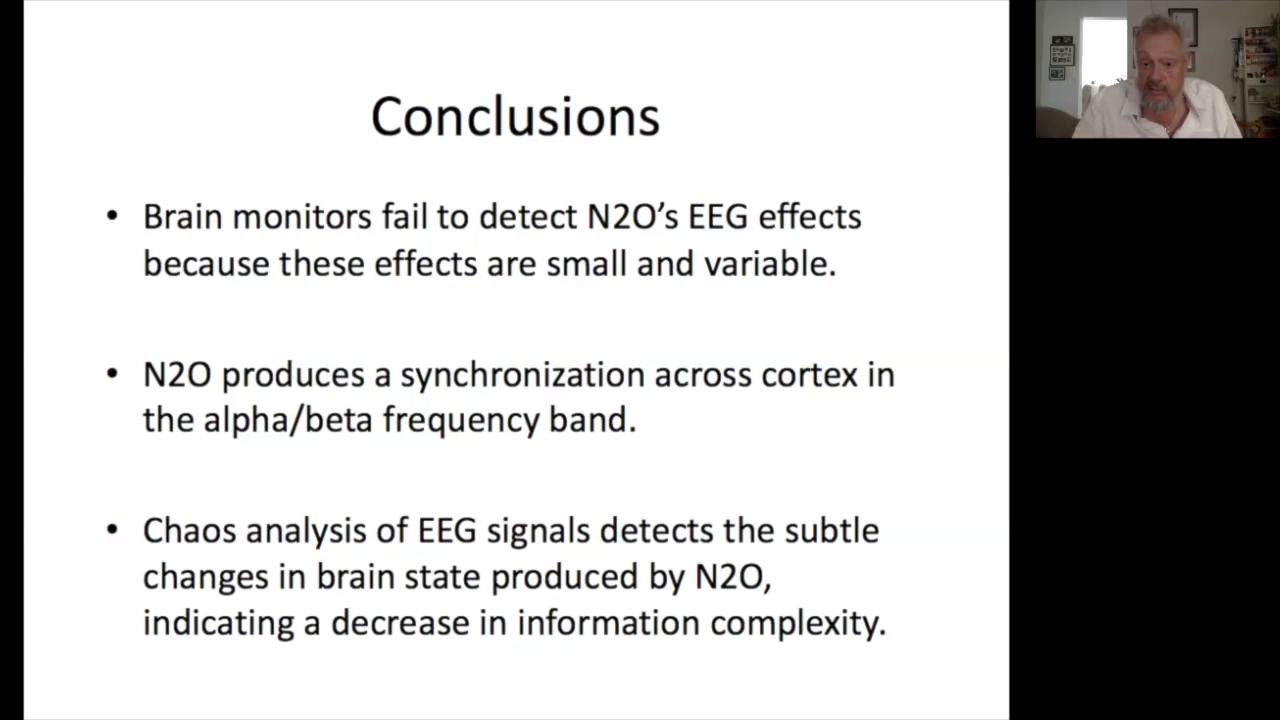 Conclusions
• Brain monitors fail to detect N2O’s EEG effects
because these effects are small and variable.
• N2O produces a synchronization across cortex in
the alpha/beta frequency band.
• Chaos analysis of EEG signals detects the subtle
changes in brain state produced by N2O,
indicating a decrease in information complexity.